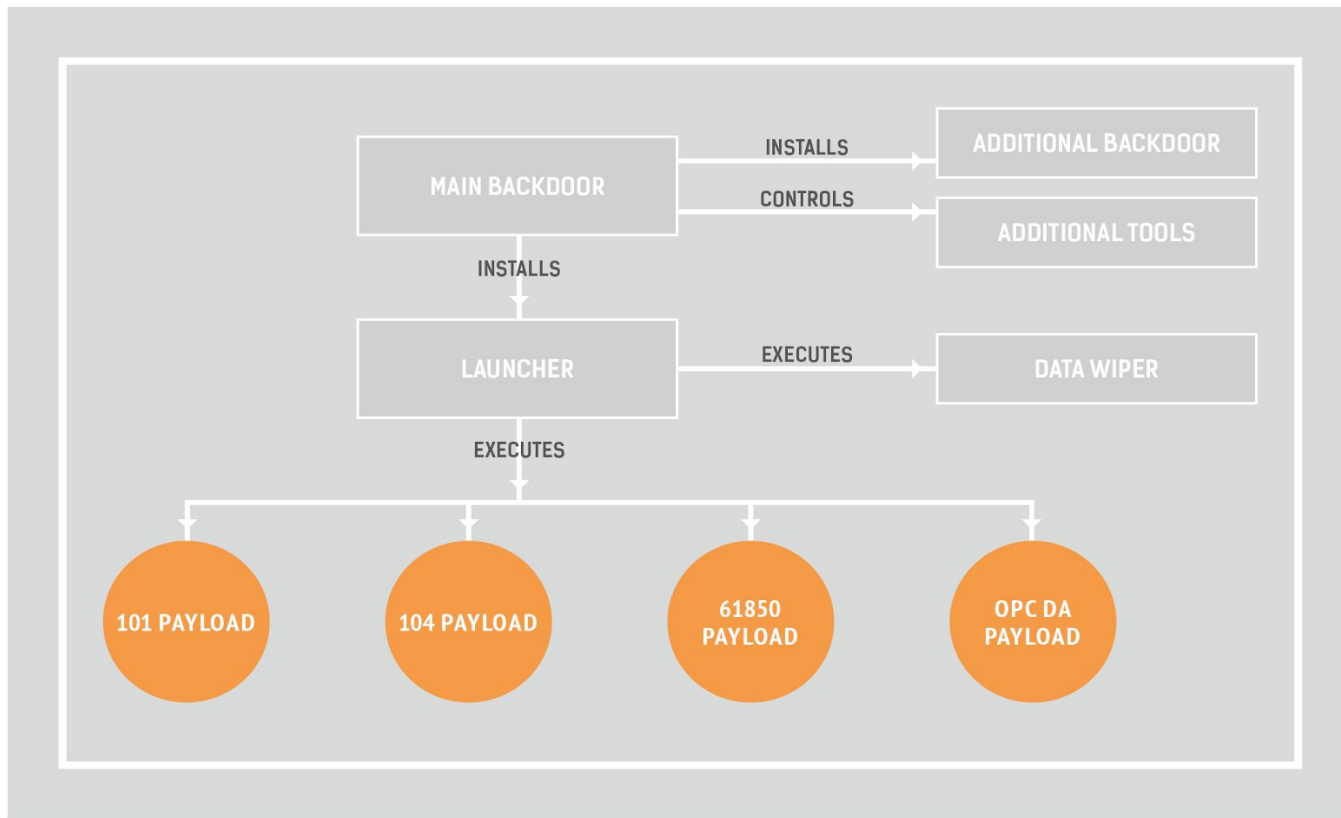 INSTALLS
ADDITIONAL BACKDOOR
MAIN BACKDOOR
CONTROLS
ADDITIONAL TOOLS
INSTALLS
LAUNCHER
EXECUTES
DATA WIPER
EXECUTES
101 PAYLOAD
104 PAYLOAD
61850
PAYLOAD
OPC DA
PAYLOAD